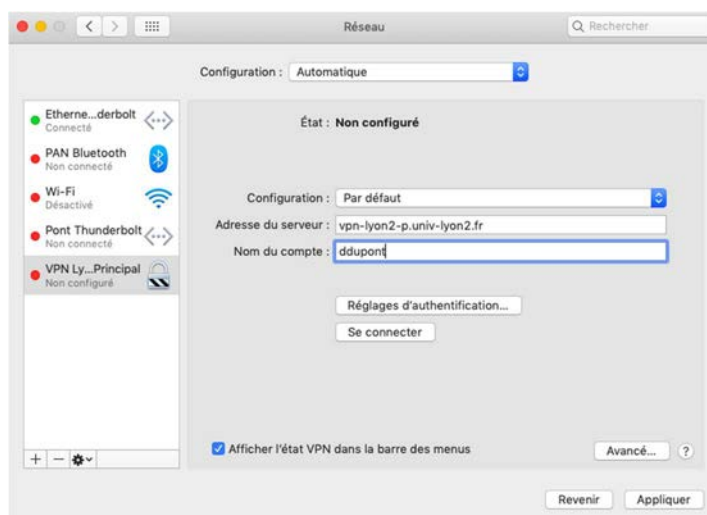 Réseau
Rechercher
Configuration : Automatique
Etherne...derbolt
Connecté
PAN Bluetooth
Non connecté
Wi-Fi
Désactivé
Pont Thunderbolt
Non connecté
VPN Ly...Principal
Non configuré
État : Non configuré
Configuration : Par défaut
Adresse du serveur : vpn-lyon2-p.univ-lyon2.fr
Nom du compte : ddupont
Réglages d'authentification...
Se connecter
Afficher l'état VPN dans la barre des menus
Avancé... ?
Revenir Appliquer